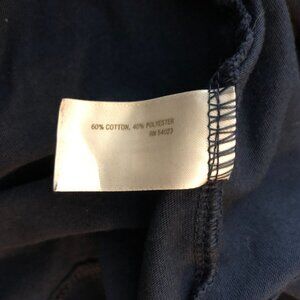 60% COTTON, 40% POLYESTER
RN 54023